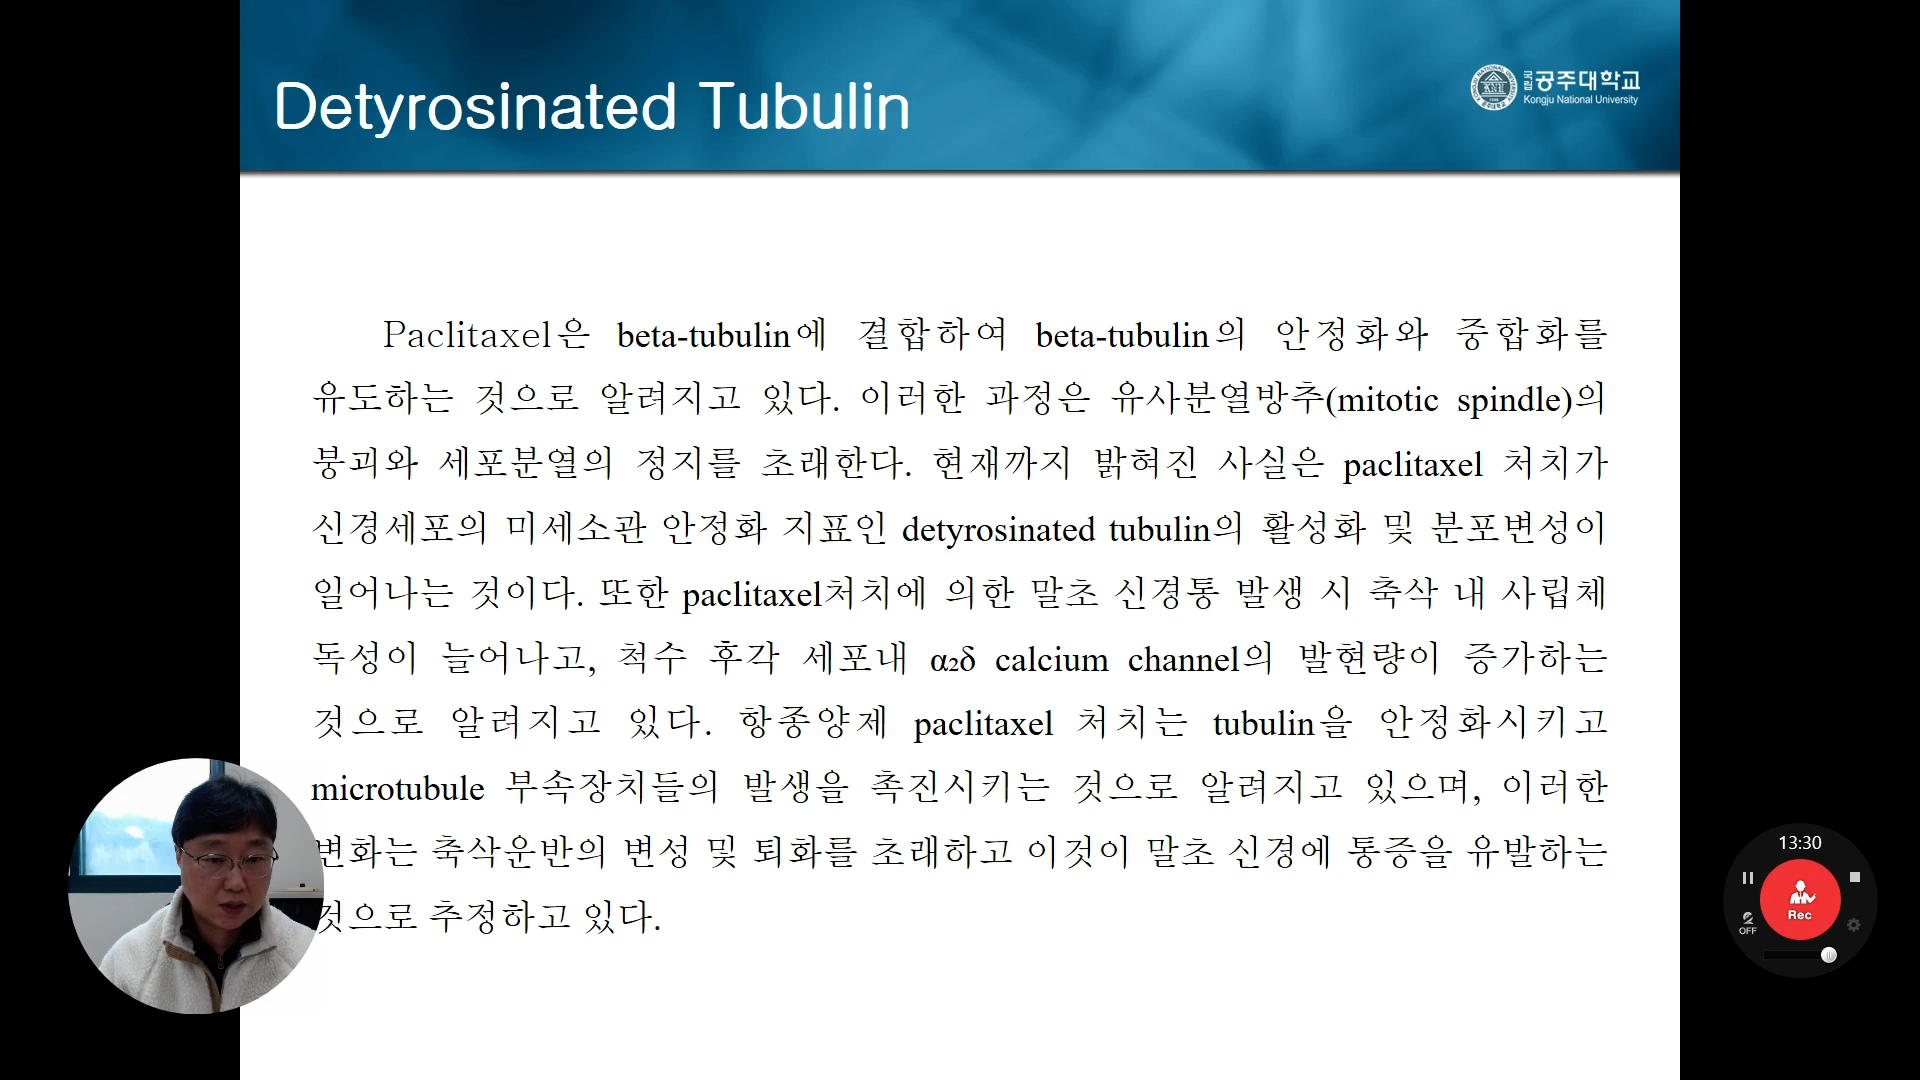 Detyrosinated Tubulin
국립 공주대학교
Kongju National University
Paclitaxel은 beta-tubulin에 결합하여 beta-tubulin의 안정화와 중합화를
유도하는 것으로 알려지고 있다. 이러한 과정은 유사분열방추(mitotic spindle)의
붕괴와 세포분열의 정지를 초래한다. 현재까지 밝혀진 사실은 paclitaxel 처치가
신경세포의 미세소관 안정화 지표인 detyrosinated tubulin의 활성화 및 분포변성이
일어나는 것이다. 또한 paclitaxel처치에 의한 말초 신경통 발생 시 축삭 내 사립체
독성이 늘어나고, 척수 후각 세포내 α₂δ calcium channel의 발현량이 증가하는
것으로 알려지고 있다. 항종양제 paclitaxel 처치는 tubulin을 안정화시키고
microtubule 부속장치들의 발생을 촉진시키는 것으로 알려지고 있으며, 이러한
변화는 축삭운반의 변성 및 퇴화를 초래하고 이것이 말초 신경에 통증을 유발하는
것으로 추정하고 있다.
13:30
Rec
OFF